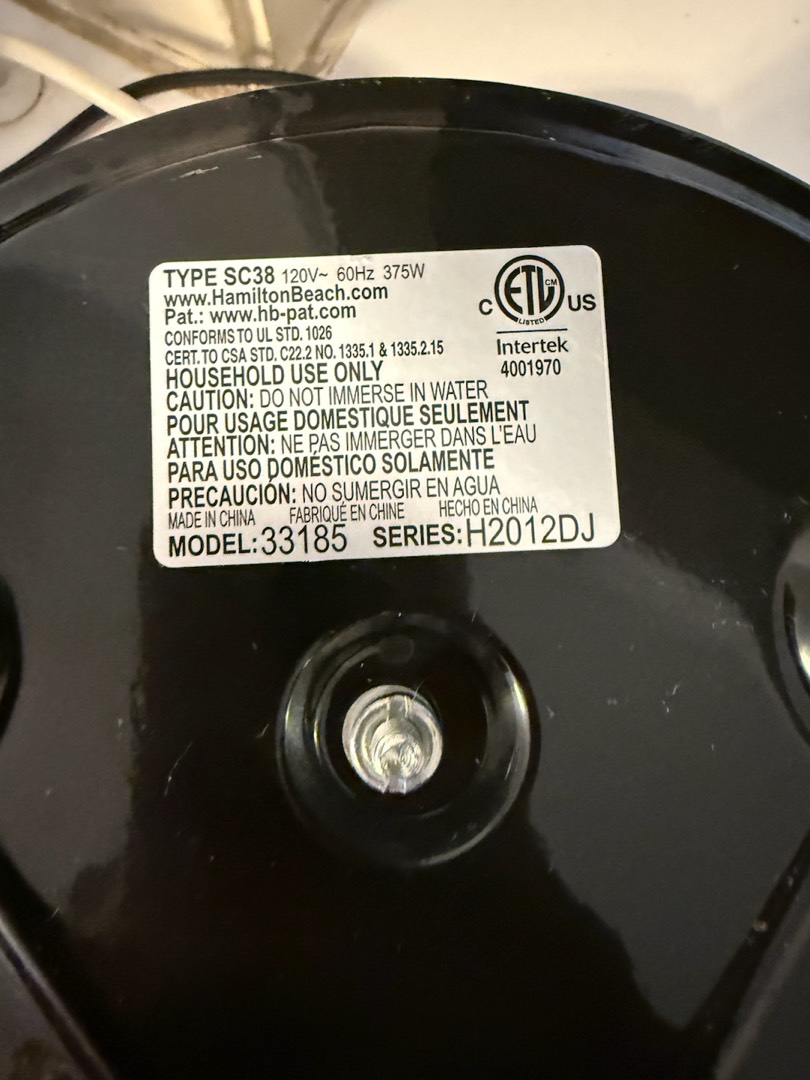 TYPE SC38 120V~ 60Hz 375W
www.HamiltonBeach.com
Pat.: www.hb-pat.com
CONFORMS TO UL STD. 1026
CERT. TO CSA STD. C22.2 NO. 1335.1 & 1335.2.15
HOUSEHOLD USE ONLY
CAUTION: DO NOT IMMERSE IN WATER
POUR USAGE DOMESTIQUE SEULEMENT
ATTENTION: NE PAS IMMERGER DANS L'EAU
PARA USO DOMÉSTICO SOLAMENTE
PRECAUCIÓN: NO SUMERGIR EN AGUA
MADE IN CHINA FABRIQUÉ EN CHINE HECHO EN CHINA
MODEL: 33185 SERIES: H2012DJ
C ETL CM US
LISTED
Intertek
4001970